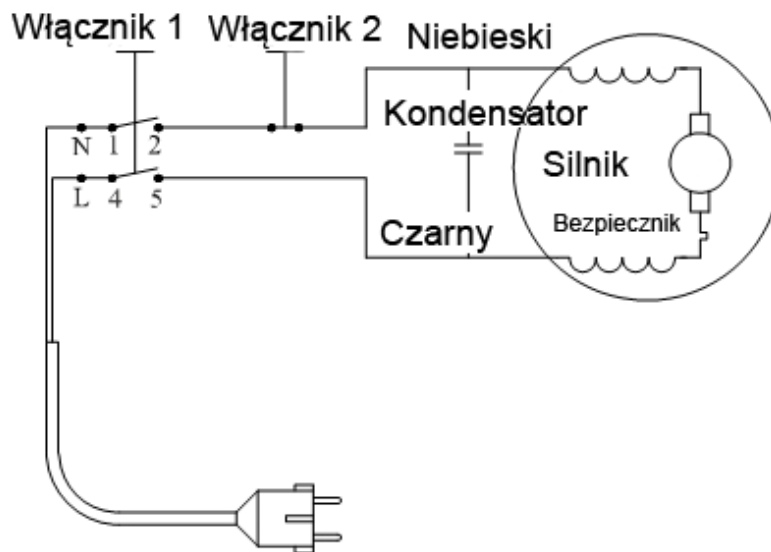 Włącznik 1 Włącznik 2 Niebieski
Kondensator
N 1 2
Silnik
L 4 5
Czarny
Bezpiecznik